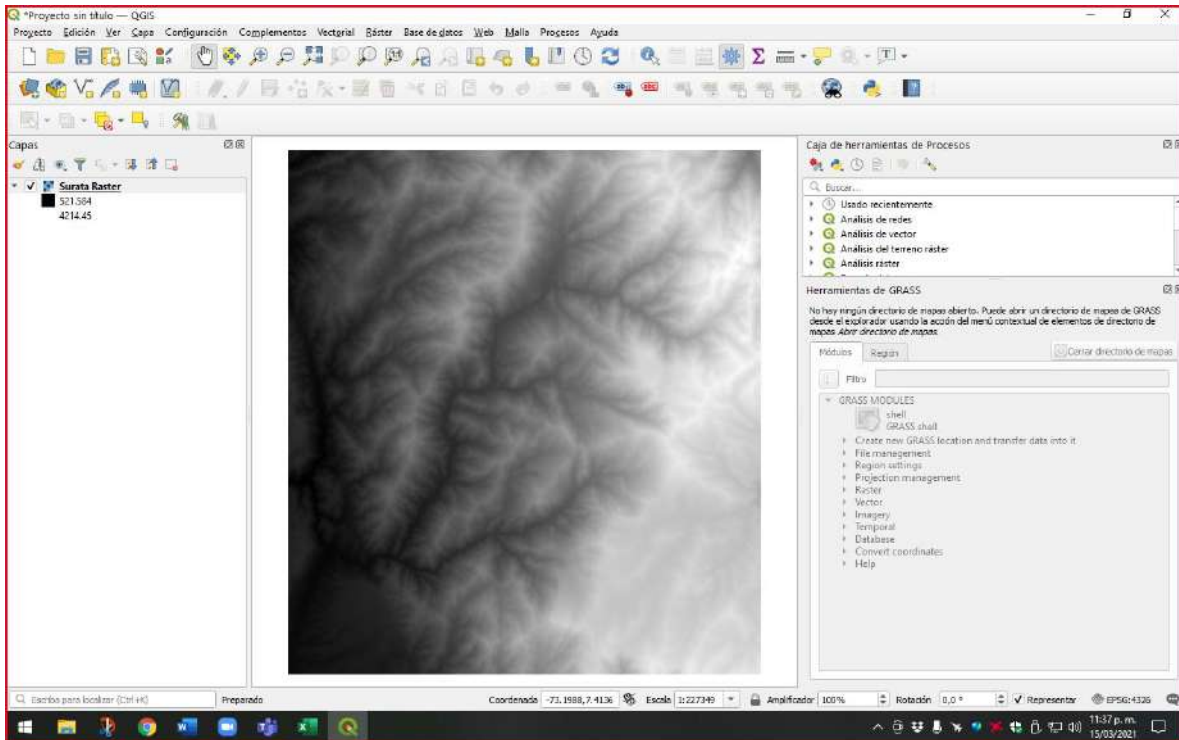 *Proyecto sin título — QGIS
Proyecto Edición Ver Capa Configuración Complementos Vectorial Ráster Base de datos Web Malla Procesos Ayuda
Capas
Surata Raster
521.584
4214.45
Caja de herramientas de Procesos
Buscar...
Usado recientemente
Análisis de redes
Análisis de vector
Análisis del terreno ráster
Análisis ráster
Herramientas de GRASS
No hay ningún directorio de mapas abierto. Puede abrir un directorio de mapas de GRASS
desde el explorador usando la acción del menú contextual de elementos de directorio de
mapas Abrir directorio de mapas.
Módulos Región Cerrar directorio de mapas
Filtro
GRASS MODULES
shell
GRASS shell
Create new GRASS location and transfer data into it
File management
Region settings
Projection management
Raster
Vector
Imagery
Temporal
Database
Convert coordinates
Help
Escriba para localizar (Ctrl+K) Preparado Coordenada -73.1988,7.4136 Escala 1:227349 Amplificador 100% Rotación 0,0 ° Representar EPSG:4326
11:37 p. m.
15/03/2021